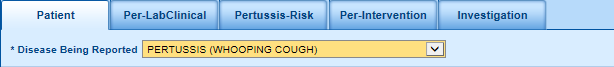 Patient Per-LabClinical Pertussis-Risk Per-Intervention Investigation
* Disease Being Reported PERTUSSIS (WHOOPING COUGH)